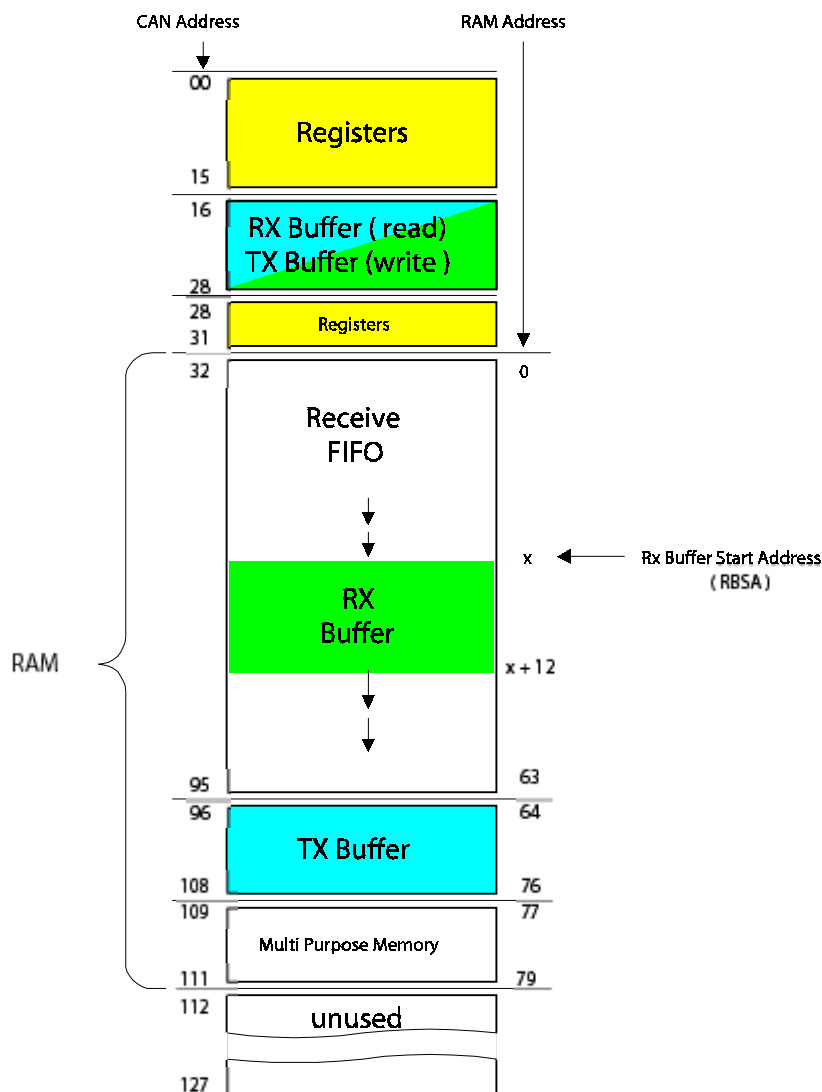 CAN Address RAM Address
00
Registers
15
16
RX Buffer ( read)
TX Buffer (write )
28
28
Registers
31
32 0
Receive
FIFO
x Rx Buffer Start Address
( RBSA )
RX
Buffer
RAM
x + 12
95 63
96 64
TX Buffer
108 76
109 77
Multi Purpose Memory
111 79
112
unused
127